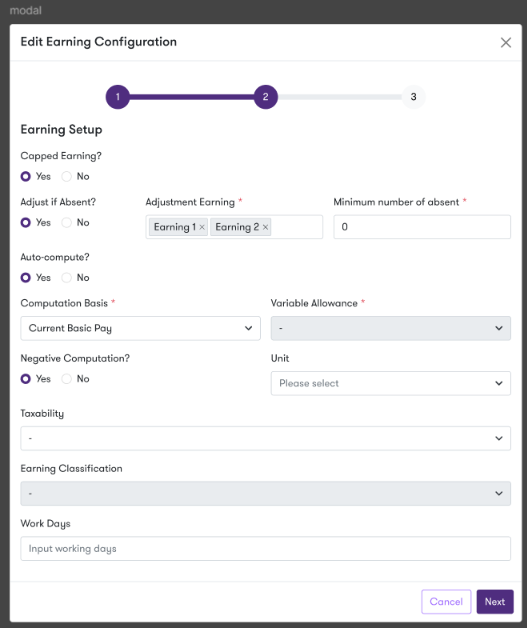 modal
Edit Earning Configuration
1 2 3
Earning Setup
Capped Earning?
Yes No
Adjust if Absent? Adjustment Earning * Minimum number of absent *
Yes No Earning 1 × Earning 2 × 0
Auto-compute?
Yes No
Computation Basis * Variable Allowance *
Current Basic Pay -
Negative Computation? Unit
Yes No Please select
Taxability
-
Earning Classification
-
Work Days
Input working days
Cancel Next